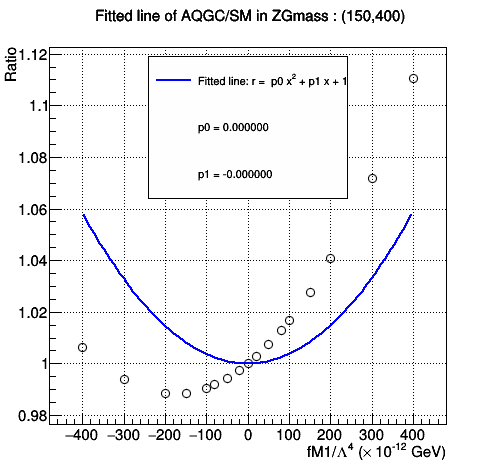 Fitted line of AQGC/SM in ZGmass : (150,400)
Ratio
1.12
1.1
1.08
1.06
1.04
1.02
1
0.98
Fitted line: r = p0 x² + p1 x + 1
p0 = 0.000000
p1 = -0.000000
−400 −300 −200 −100 0 100 200 300 400
fM1/Λ⁴ (× 10⁻¹² GeV)